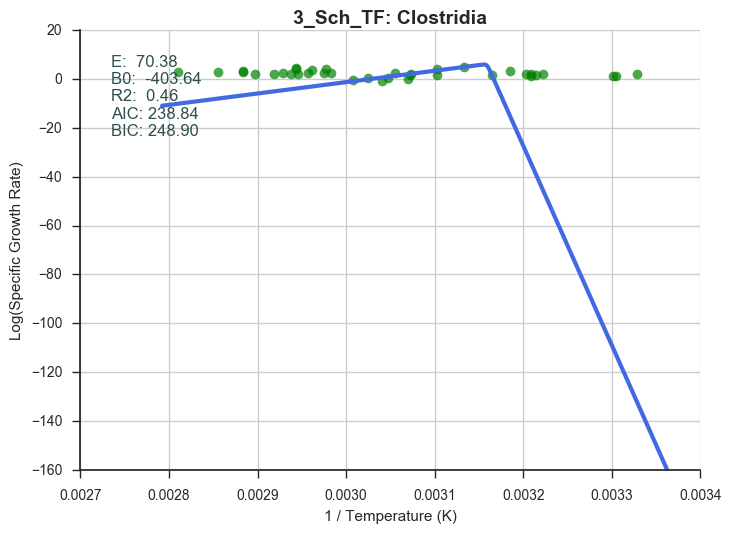 3_Sch_TF: Clostridia
20
0
−20
−40
−60
−80
−100
−120
−140
−160
Log(Specific Growth Rate)
E:  70.38
B0:  -403.64
R2:  0.46
AIC: 238.84
BIC: 248.90
0.0027 0.0028 0.0029 0.0030 0.0031 0.0032 0.0033 0.0034
1 / Temperature (K)